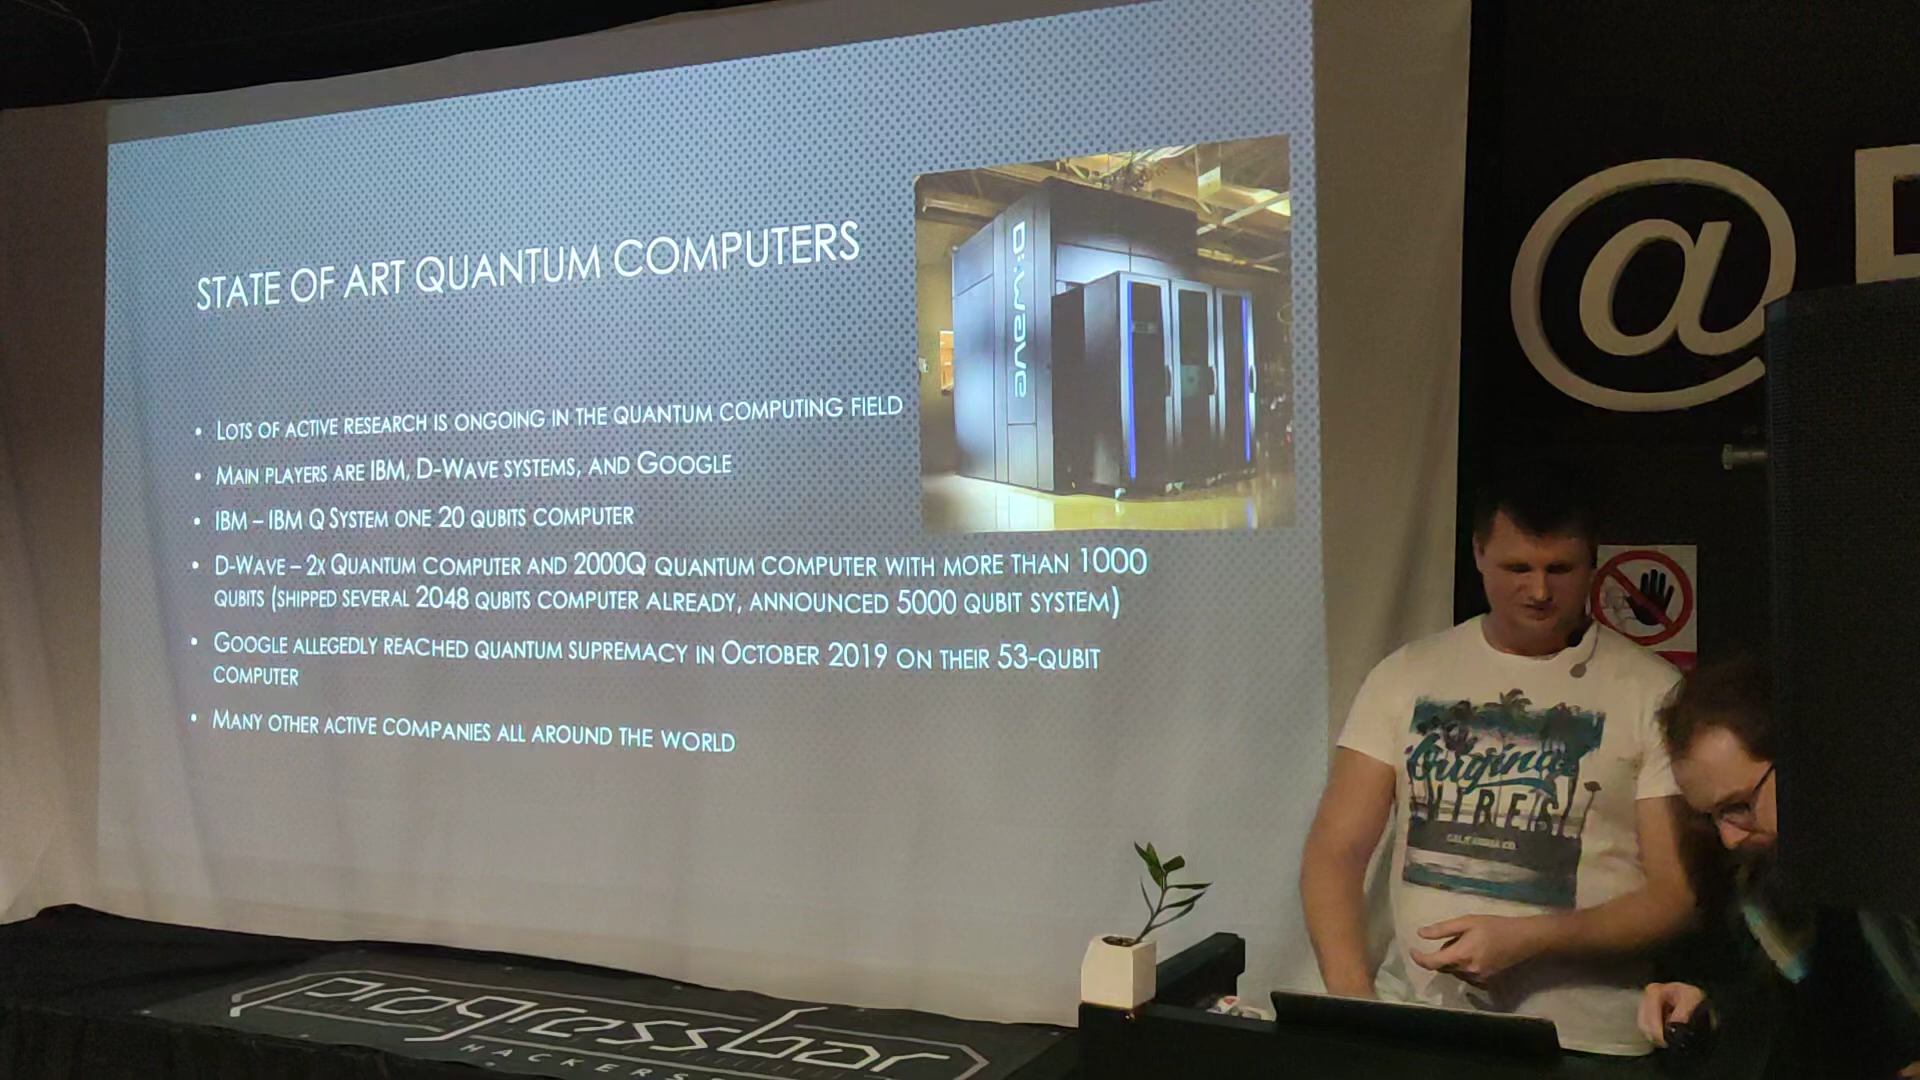 STATE OF ART QUANTUM COMPUTERS
D:wave
• LOTS OF ACTIVE RESEARCH IS ONGOING IN THE QUANTUM COMPUTING FIELD
• MAIN PLAYERS ARE IBM, D-WAVE SYSTEMS, AND GOOGLE
• IBM – IBM Q SYSTEM ONE 20 QUBITS COMPUTER
• D-WAVE – 2X QUANTUM COMPUTER AND 2000Q QUANTUM COMPUTER WITH MORE THAN 1000
QUBITS (SHIPPED SEVERAL 2048 QUBITS COMPUTER ALREADY, ANNOUNCED 5000 QUBIT SYSTEM)
• GOOGLE ALLEGEDLY REACHED QUANTUM SUPREMACY IN OCTOBER 2019 ON THEIR 53-QUBIT
COMPUTER
• MANY OTHER ACTIVE COMPANIES ALL AROUND THE WORLD
@
Original
VIBES
CALIFORNIA CO.
progressbar
HACKERS